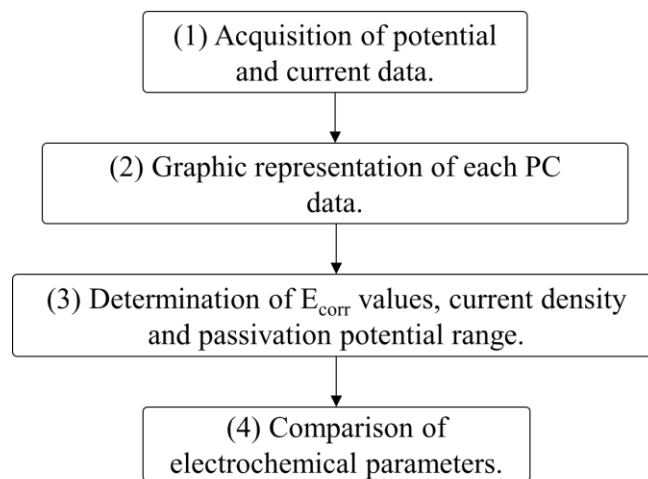 (1) Acquisition of potential
and current data.
(2) Graphic representation of each PC
data.
(3) Determination of E_corr values, current density
and passivation potential range.
(4) Comparison of
electrochemical parameters.